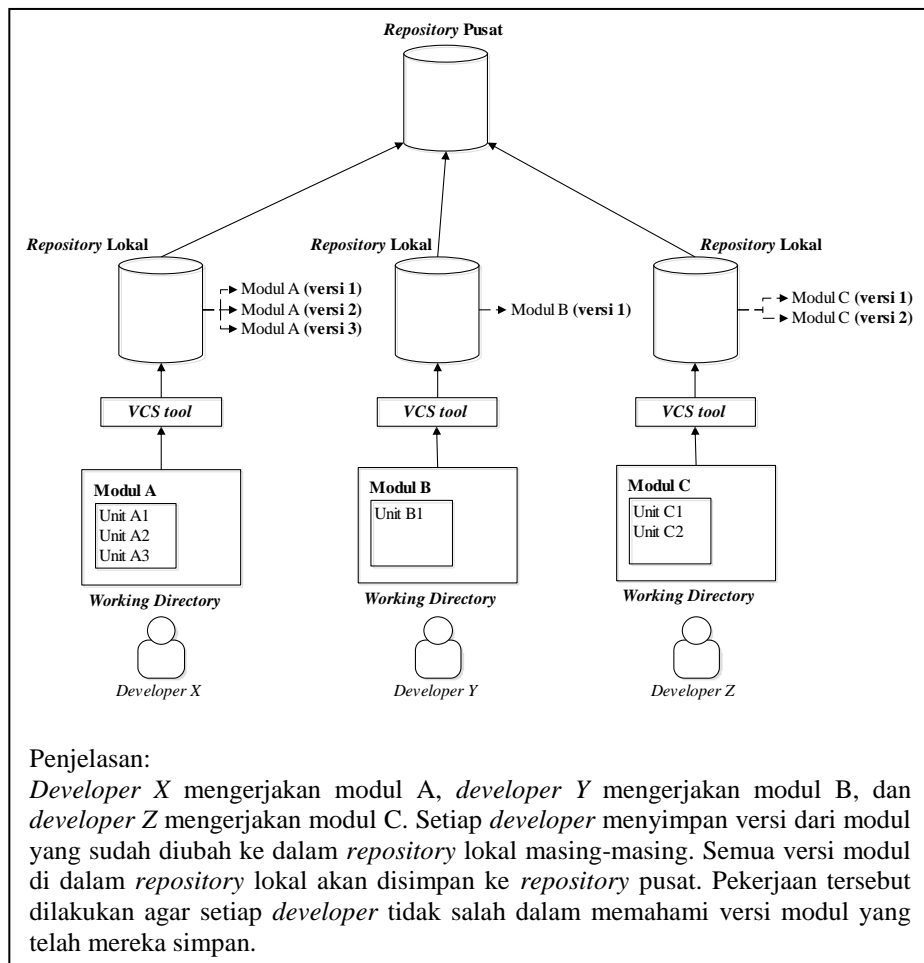 Repository Pusat
Repository Lokal
Repository Lokal
Repository Lokal
Modul A (versi 1)
Modul A (versi 2)
Modul A (versi 3)
Modul B (versi 1)
Modul C (versi 1)
Modul C (versi 2)
VCS tool
VCS tool
VCS tool
Modul A
Unit A1
Unit A2
Unit A3
Modul B
Unit B1
Modul C
Unit C1
Unit C2
Working Directory
Working Directory
Working Directory
Developer X
Developer Y
Developer Z
Penjelasan:
Developer X mengerjakan modul A, developer Y mengerjakan modul B, dan
developer Z mengerjakan modul C. Setiap developer menyimpan versi dari modul
yang sudah diubah ke dalam repository lokal masing-masing. Semua versi modul
di dalam repository lokal akan disimpan ke repository pusat. Pekerjaan tersebut
dilakukan agar setiap developer tidak salah dalam memahami versi modul yang
telah mereka simpan.